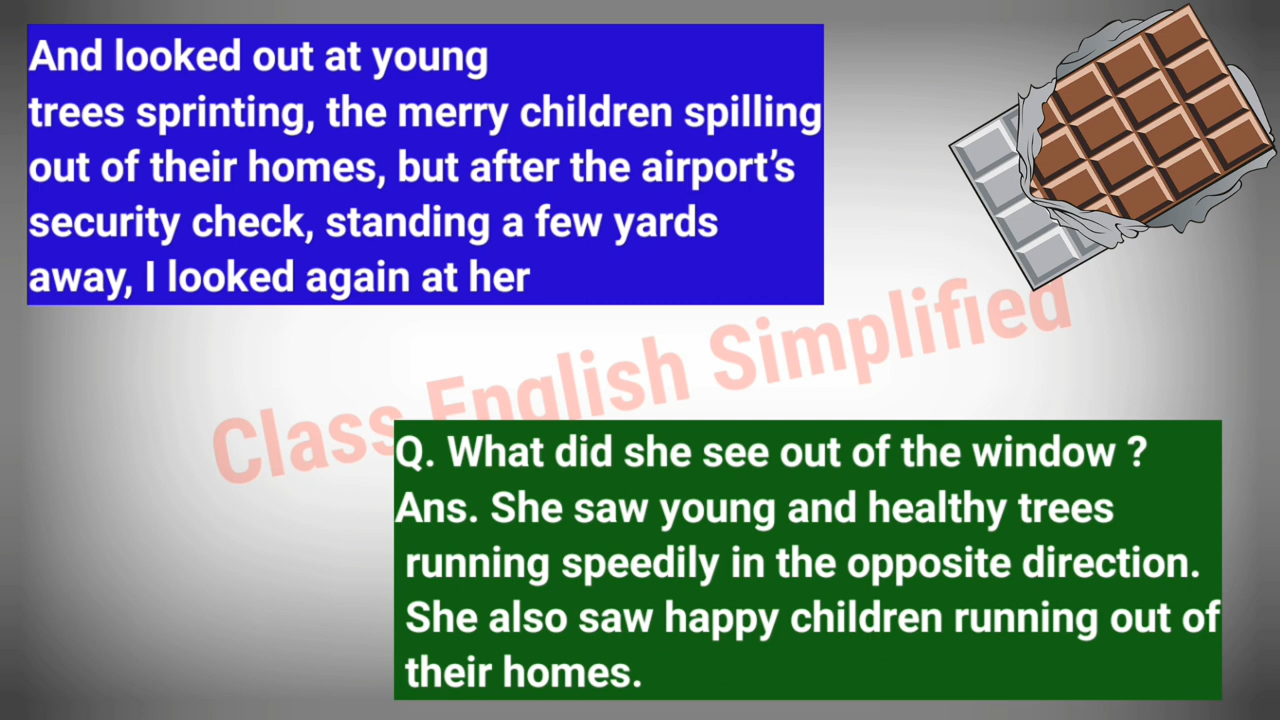 And looked out at young
trees sprinting, the merry children spilling
out of their homes, but after the airport’s
security check, standing a few yards
away, I looked again at her
Class English Simplified
Q. What did she see out of the window ?
Ans. She saw young and healthy trees
running speedily in the opposite direction.
She also saw happy children running out of
their homes.